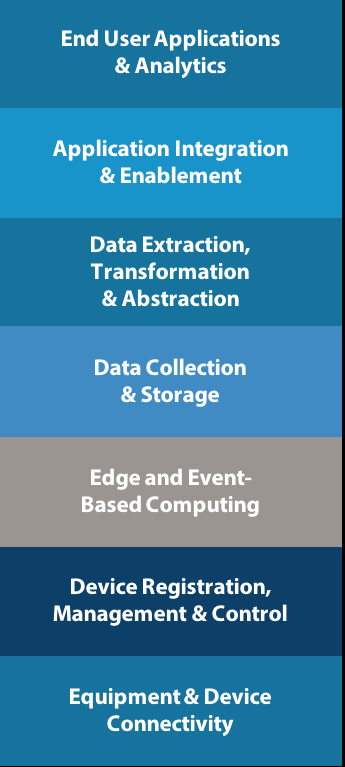 End User Applications
& Analytics
Application Integration
& Enablement
Data Extraction,
Transformation
& Abstraction
Data Collection
& Storage
Edge and Event-
Based Computing
Device Registration,
Management & Control
Equipment & Device
Connectivity